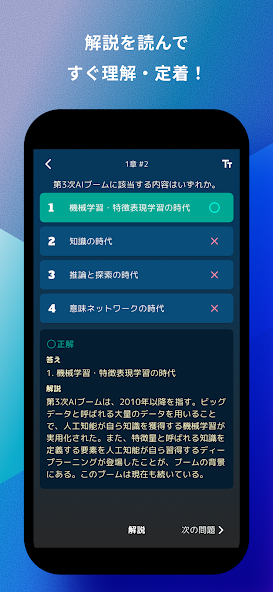 解説を読んで
すぐ理解・定着！
1章 #2
TT
第3次AIブームに該当する内容はいずれか。
1 機械学習・特徴表現学習の時代 ○
2 知識の時代 ×
3 推論と探索の時代 ×
4 意味ネットワークの時代 ×
○正解
答え
1. 機械学習・特徴表現学習の時代
解説
第3次AIブームは、2010年以降を指す。ビッグ
データと呼ばれる大量のデータを用いること
で、人工知能が自ら知識を獲得する機械学習が
実用化された。また、特徴量と呼ばれる知識を
定義する要素を人工知能が自ら習得するディー
プラーニングが登場したことが、ブームの背景
にある。このブームは現在も続いている。
解説 次の問題